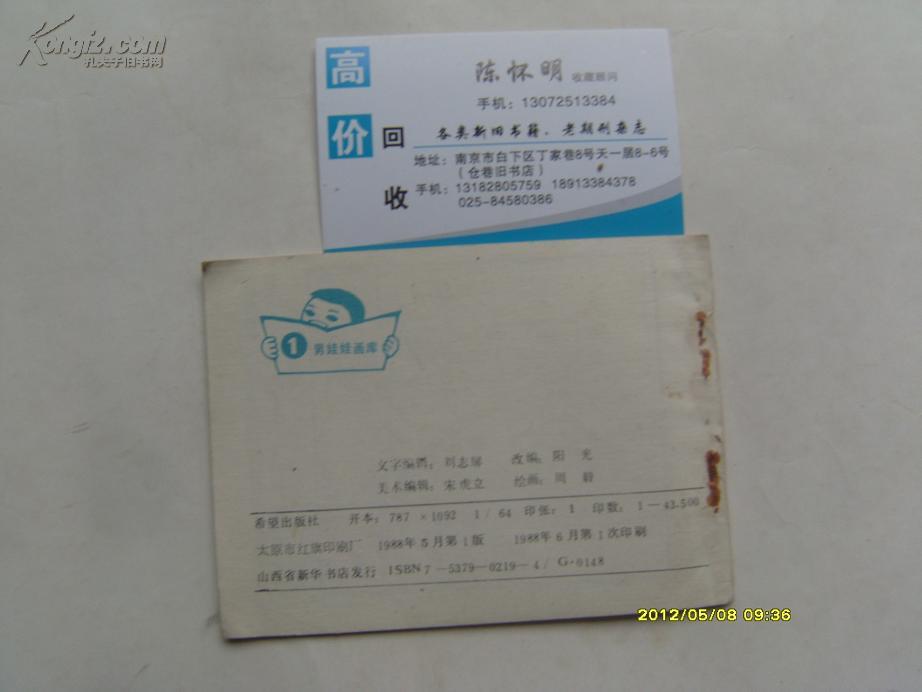 Kongfz.com
孔夫子旧书网
高价
回收
陈怀明 收藏顾问
手机：13072513384
各类新旧书籍、老期刊杂志
地址：南京市白下区丁家巷8号天一居8-6号
（仓巷旧书店）
手机：13182805759 18913384378
025-84580386
1 男娃娃画库
文字编辑：刘志屏 改编：阳光
美术编辑：宋虎立 绘画：周毅
希望出版社 开本：787×1092 1/64 印张：1 印数：1—43,500
太原市红旗印刷厂 1988年5月第1版 1988年6月第1次印刷
山西省新华书店发行 ISBN7-5379-0219-4/G·0148
2012/05/08 09:36